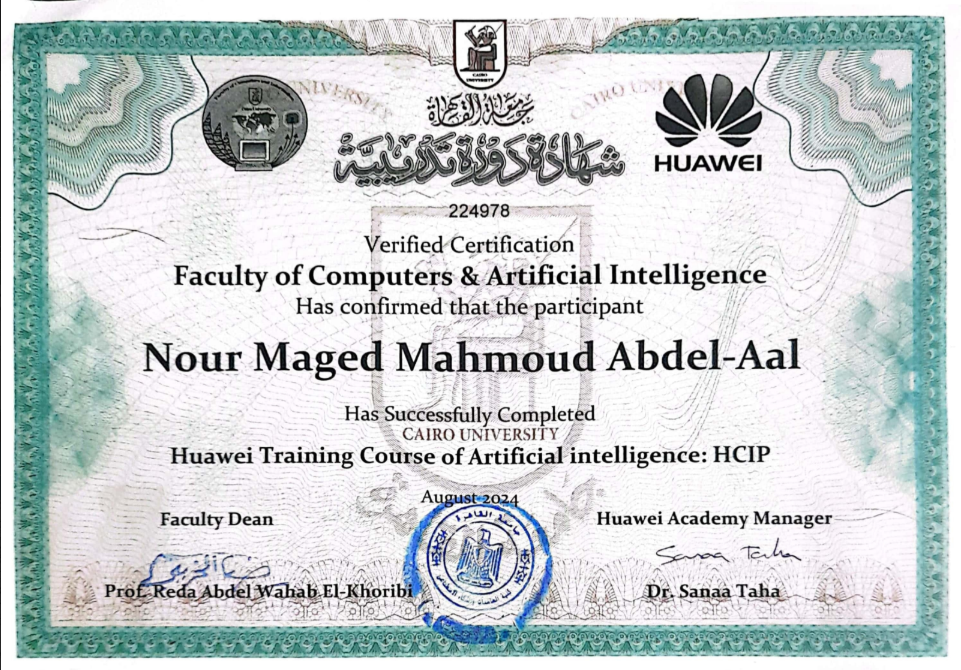 CAIRO
UNIVERSITY
جامعة القاهرة
شهادة دورة تدريبية
HUAWEI
224978
Verified Certification
Faculty of Computers & Artificial Intelligence
Has confirmed that the participant
Nour Maged Mahmoud Abdel-Aal
Has Successfully Completed
CAIRO UNIVERSITY
Huawei Training Course of Artificial intelligence: HCIP
August 2024
Faculty Dean
Huawei Academy Manager
جامعة القاهرة
Sanaa Taha
Prof. Reda Abdel Wahab El-Khoribi
Dr. Sanaa Taha